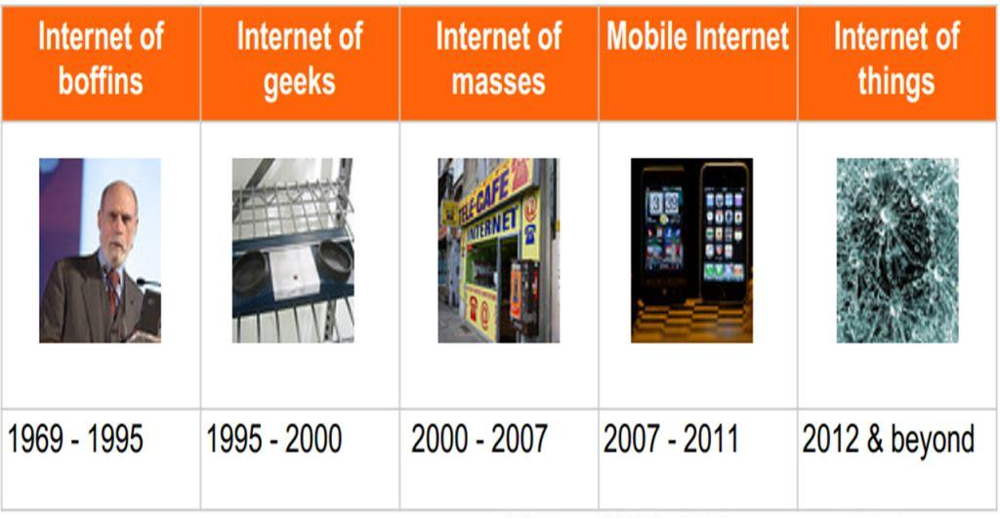 Internet of
boffins
Internet of
geeks
Internet of
masses
Mobile Internet
Internet of
things
TELE-CAFE
INTERNET
1969 - 1995
1995 - 2000
2000 - 2007
2007 - 2011
2012 & beyond